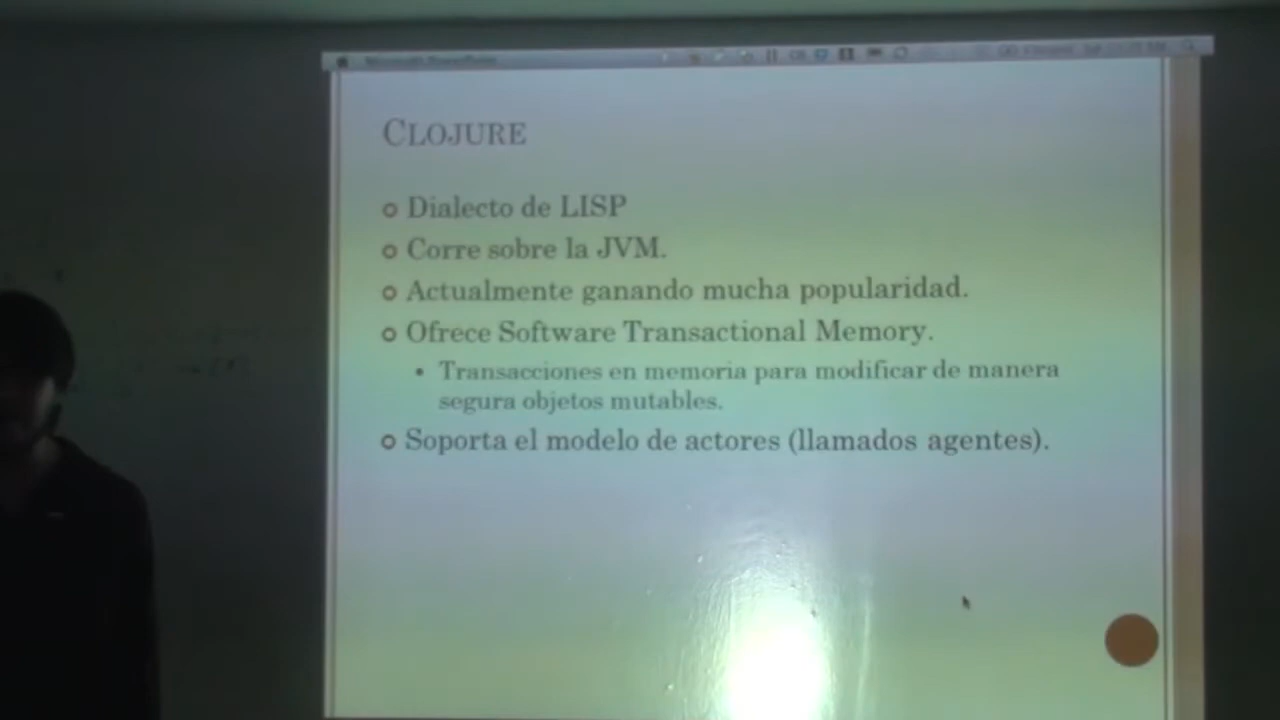 CLOJURE
Dialecto de LISP
Corre sobre la JVM.
Actualmente ganando mucha popularidad.
Ofrece Software Transactional Memory.
Transacciones en memoria para modificar de manera
segura objetos mutables.
Soporta el modelo de actores (llamados agentes).